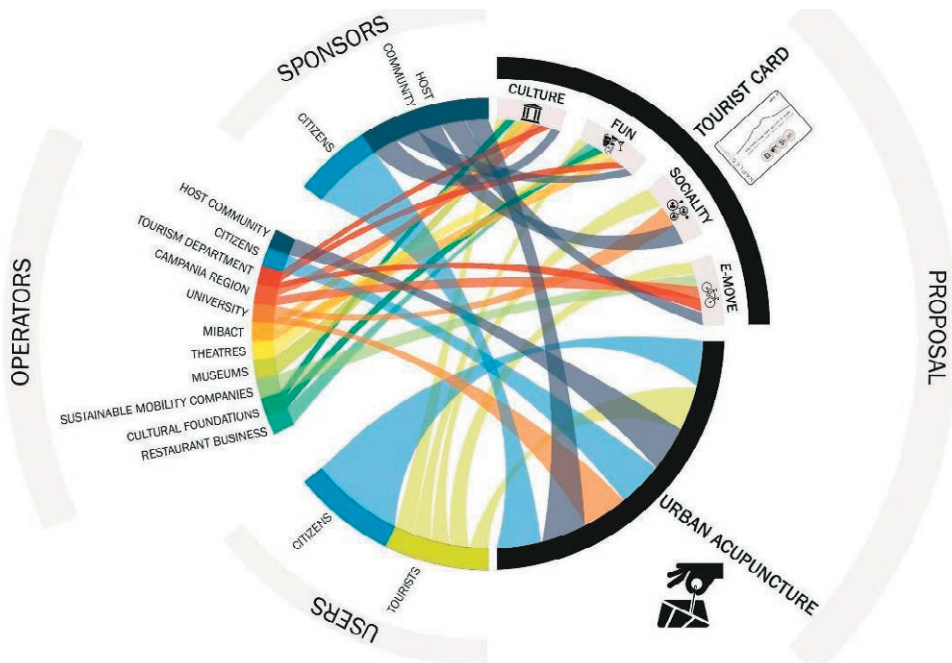 SPONSORS
CITIZENS
HOST
COMMUNITY
CULTURE
FUN
SOCIALITY
E-MOVE
TOURIST CARD
OPERATORS
HOST COMMUNITY
CITIZENS
TOURISM DEPARTMENT
CAMPANIA REGION
UNIVERSITY
MIBACT
THEATRES
MUSEUMS
SUSTAINABLE MOBILITY COMPANIES
CULTURAL FOUNDATIONS
RESTAURANT BUSINESS
USERS
CITIZENS
TOURISTS
URBAN ACUPUNCTURE
PROPOSAL